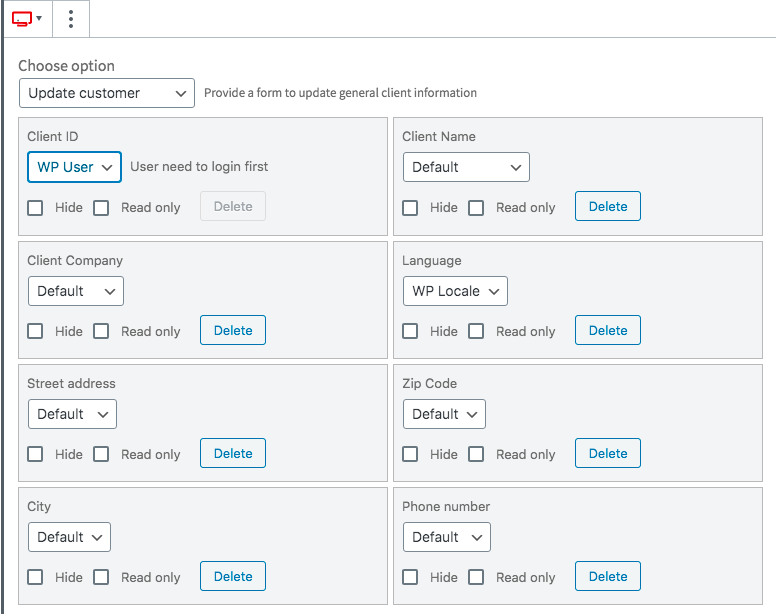 Choose option
Update customer Provide a form to update general client information
Client ID
WP User User need to login first
Hide Read only Delete
Client Name
Default
Hide Read only Delete
Client Company
Default
Hide Read only Delete
Language
WP Locale
Hide Read only Delete
Street address
Default
Hide Read only Delete
Zip Code
Default
Hide Read only Delete
City
Default
Hide Read only Delete
Phone number
Default
Hide Read only Delete